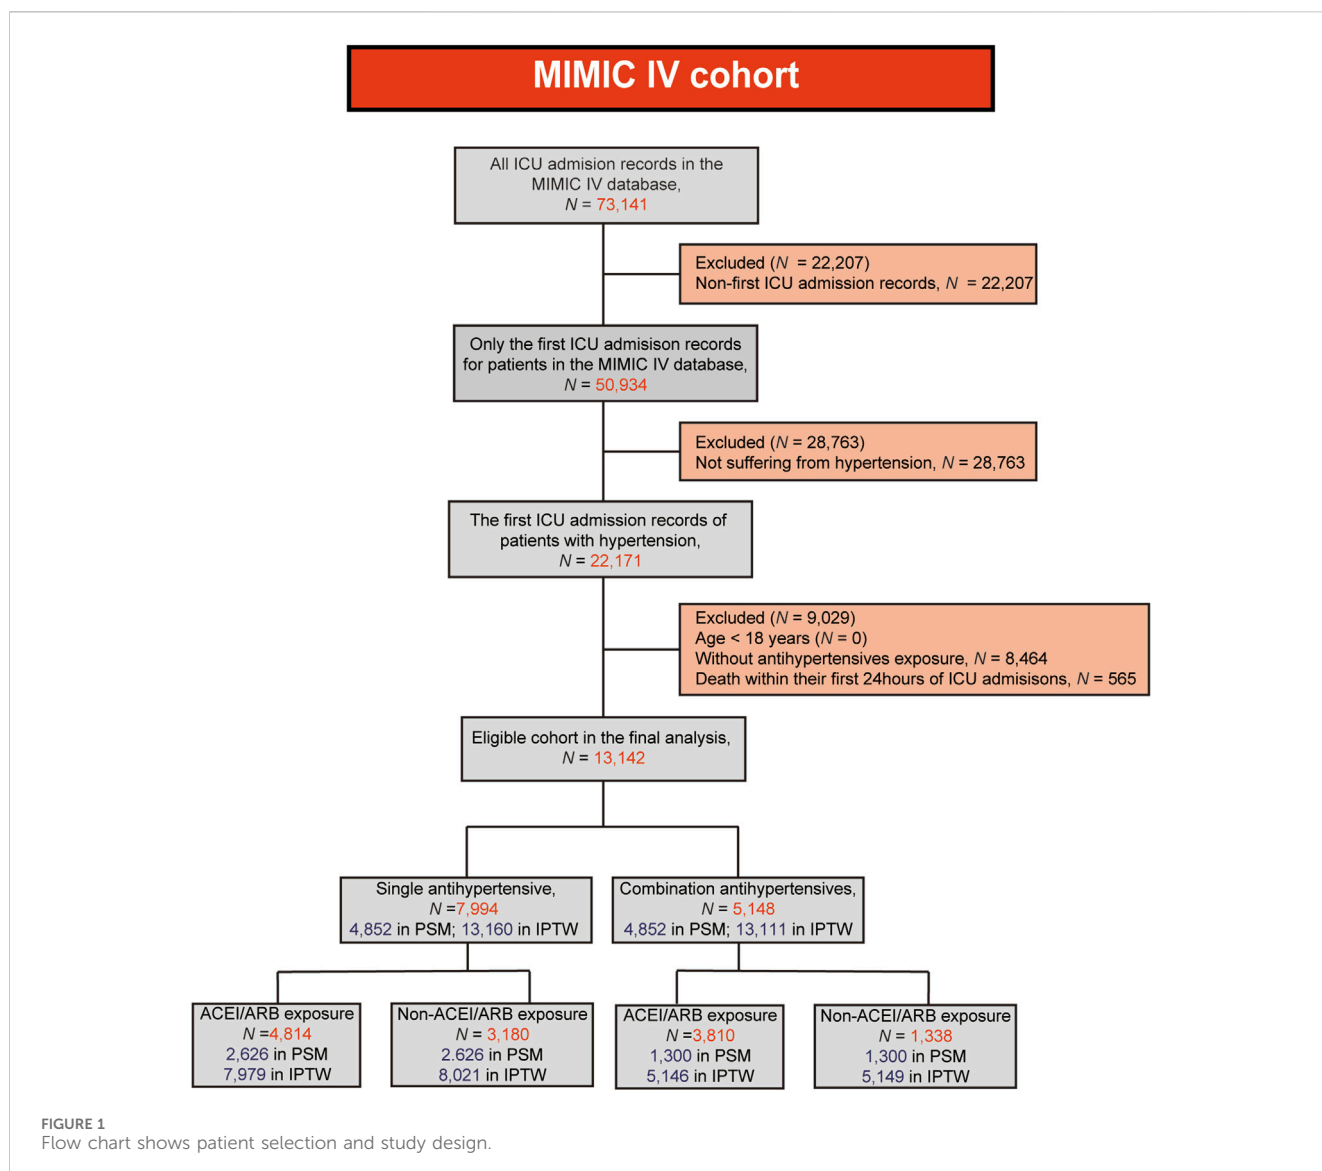 MIMIC IV cohort
All ICU admision records in the
MIMIC IV database,
N = 73,141
Excluded (N = 22,207)
Non-first ICU admission records, N = 22,207
Only the first ICU admisison records
for patients in the MIMIC IV database,
N = 50,934
Excluded (N = 28,763)
Not suffering from hypertension, N = 28,763
The first ICU admission records of
patients with hypertension,
N = 22,171
Excluded (N = 9,029)
Age < 18 years (N = 0)
Without antihypertensives exposure, N = 8,464
Death within their first 24hours of ICU admisisons, N = 565
Eligible cohort in the final analysis,
N = 13,142
Single antihypertensive,
N =7,994
4,852 in PSM; 13,160 in IPTW
Combination antihypertensives,
N = 5,148
4,852 in PSM; 13,111 in IPTW
ACEI/ARB exposure
N =4,814
2,626 in PSM
7,979 in IPTW
Non-ACEI/ARB exposure
N = 3,180
2.626 in PSM
8,021 in IPTW
ACEI/ARB exposure
N =3,810
1,300 in PSM
5,146 in IPTW
Non-ACEI/ARB exposure
N = 1,338
1,300 in PSM
5,149 in IPTW
FIGURE 1
Flow chart shows patient selection and study design.